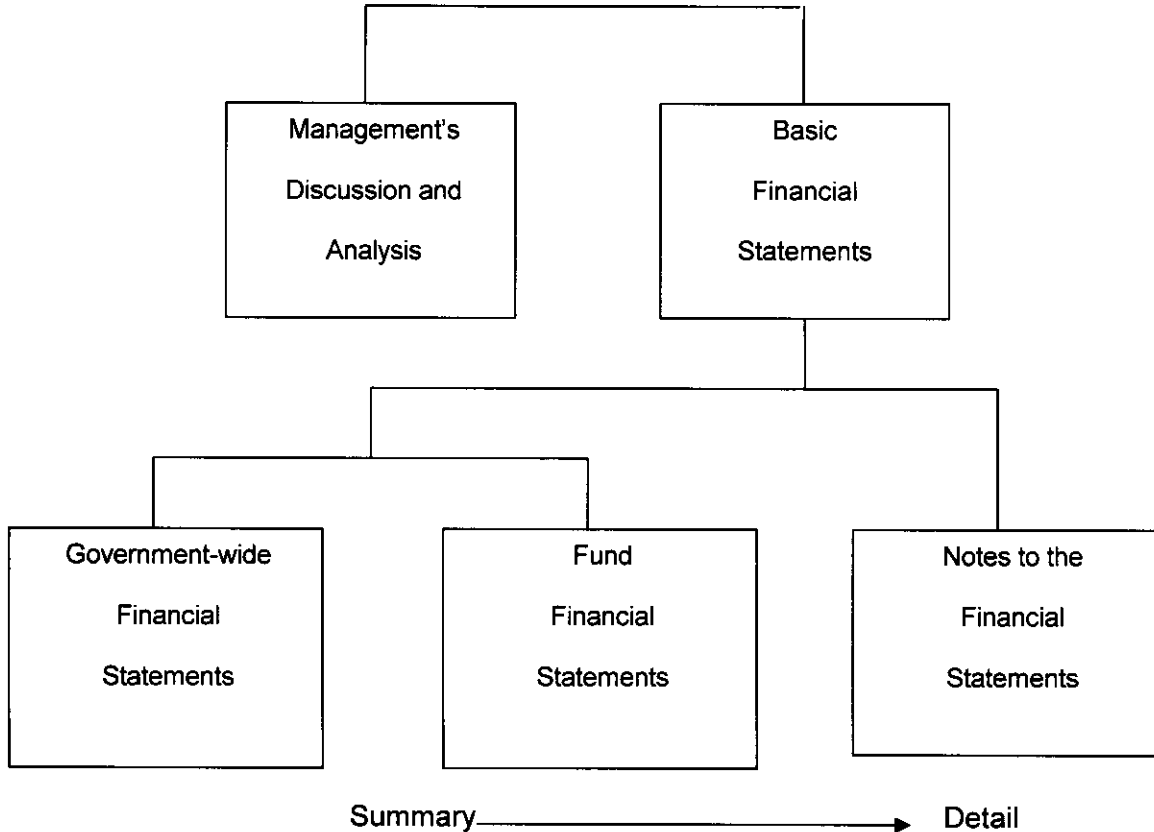 Management's
Discussion and
Analysis
Basic
Financial
Statements
Government-wide
Financial
Statements
Fund
Financial
Statements
Notes to the
Financial
Statements
Summary
Detail